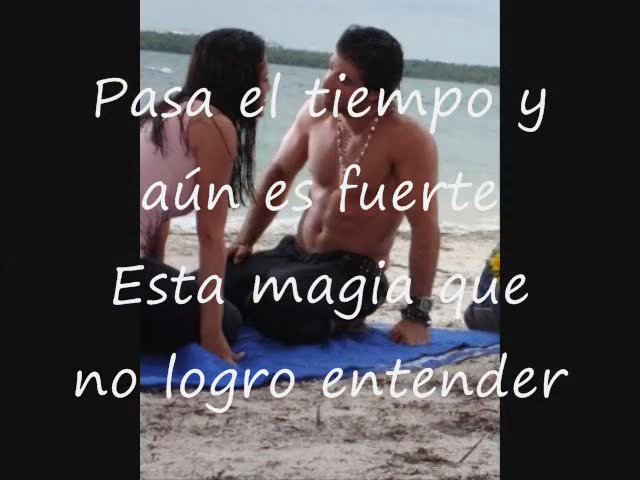 Pasa el tiempo y
aún es fuerte
Esta magia que
no logro entender